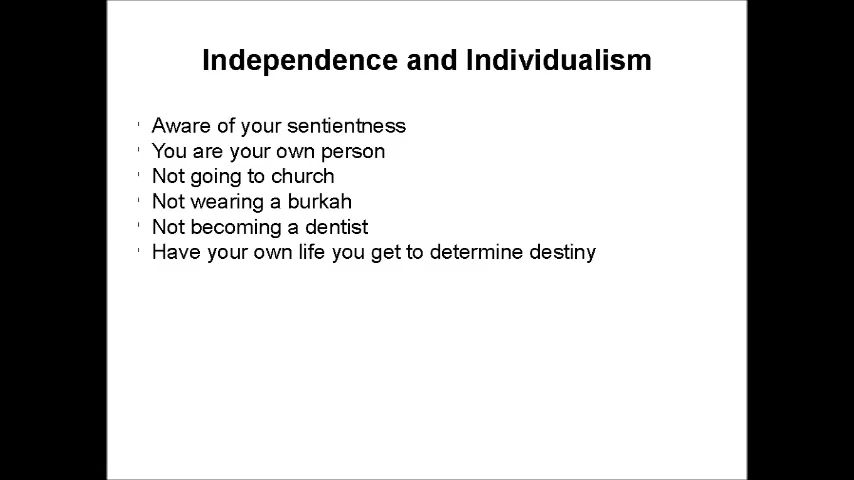 Independence and Individualism
Aware of your sentientness
You are your own person
Not going to church
Not wearing a burkah
Not becoming a dentist
Have your own life you get to determine destiny